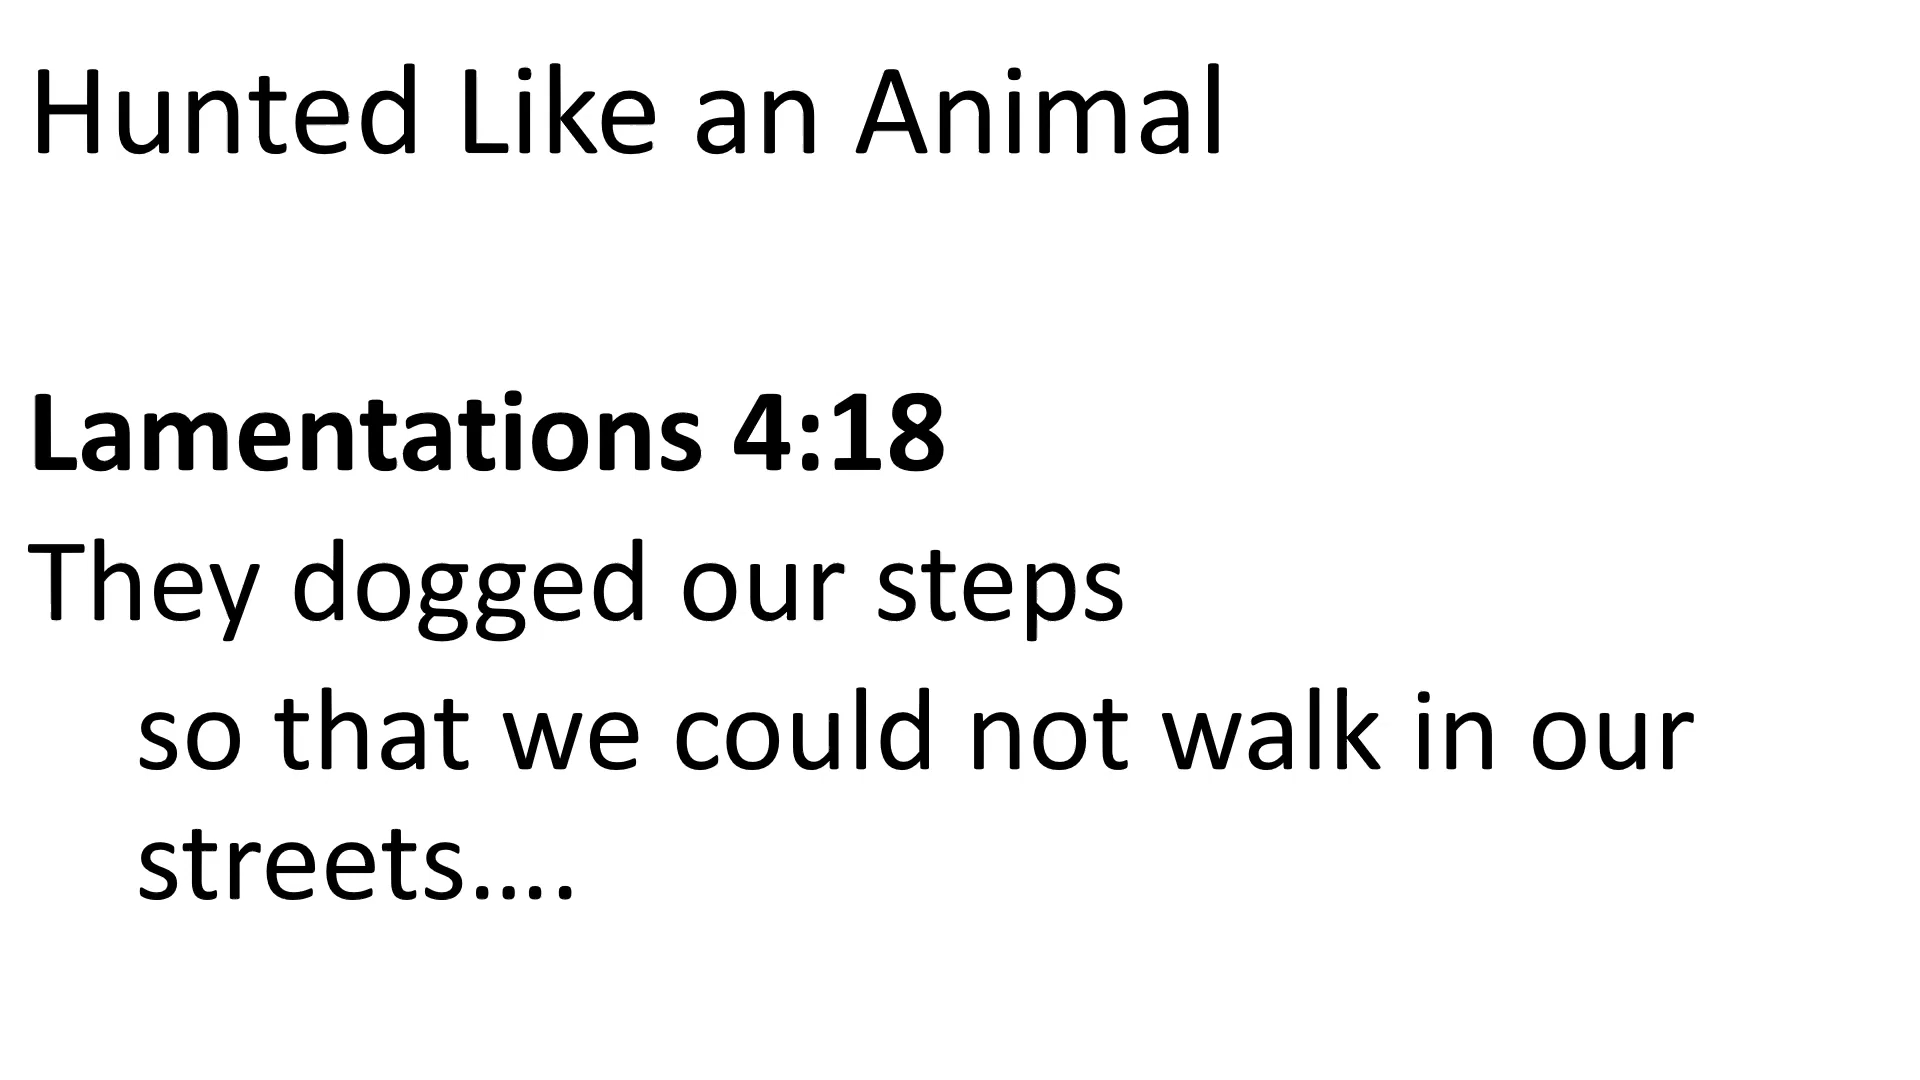 Hunted Like an Animal
Lamentations 4:18
They dogged our steps
so that we could not walk in our
streets….